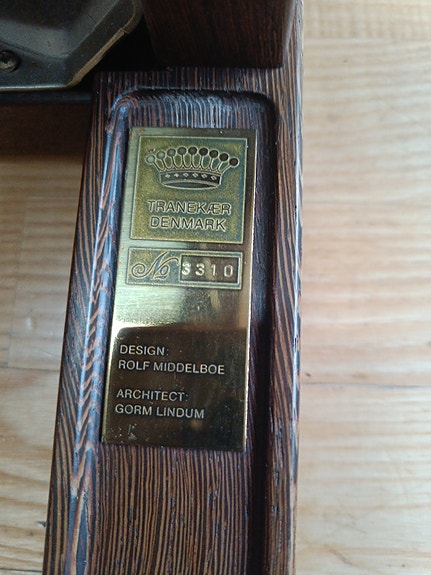 TRANEKÆR
DENMARK
No 3310
DESIGN:
ROLF MIDDELBOE
ARCHITECT:
GORM LINDUM